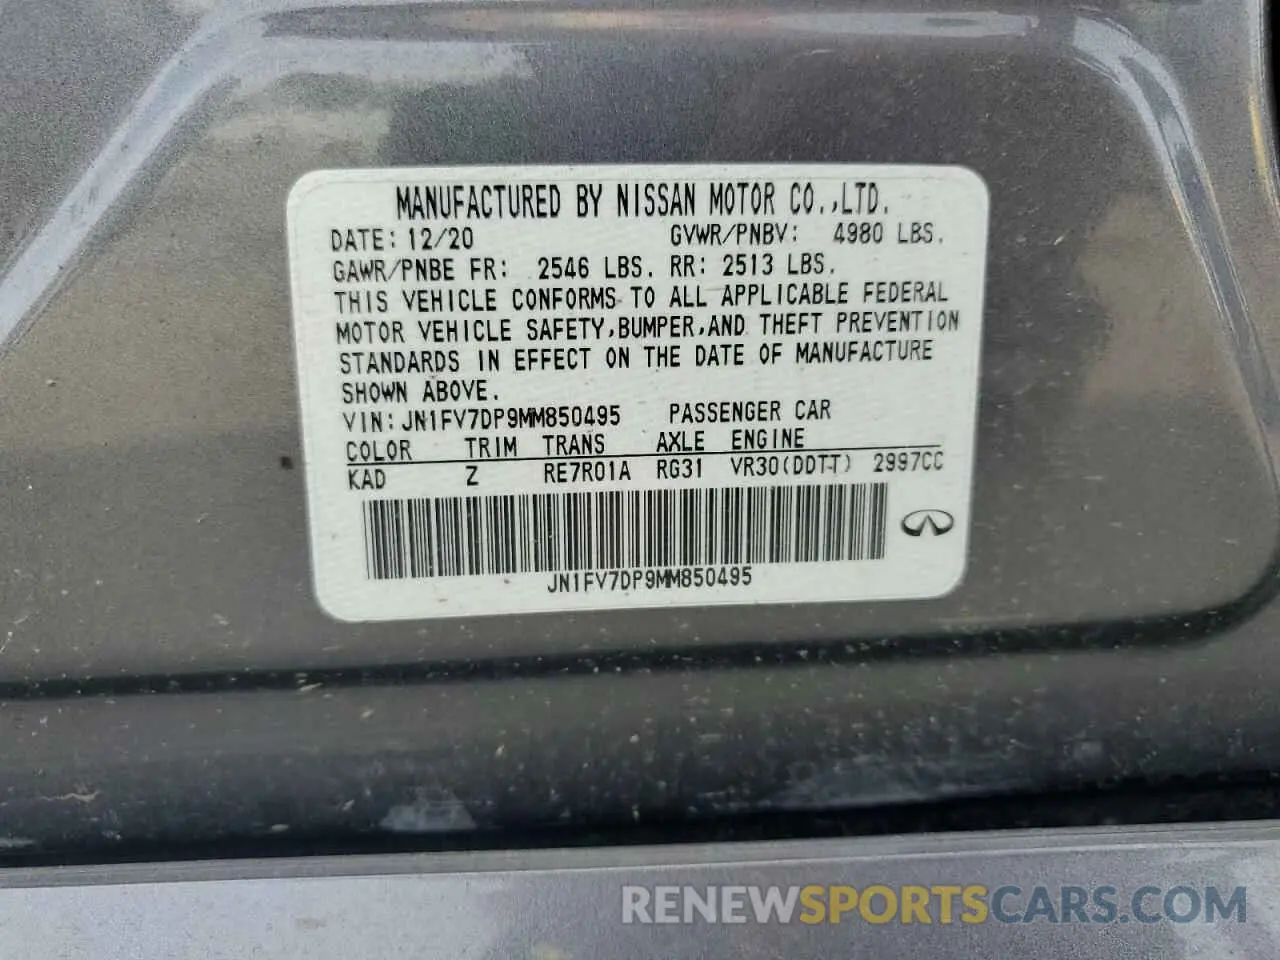 MANUFACTURED BY NISSAN MOTOR CO.,LTD.
DATE: 12/20 GVWR/PNBV: 4980 LBS.
GAWR/PNBE FR: 2546 LBS. RR: 2513 LBS.
THIS VEHICLE CONFORMS TO ALL APPLICABLE FEDERAL
MOTOR VEHICLE SAFETY,BUMPER,AND THEFT PREVENTION
STANDARDS IN EFFECT ON THE DATE OF MANUFACTURE
SHOWN ABOVE.
VIN: JN1FV7DP9MM850495 PASSENGER CAR
COLOR TRIM TRANS AXLE ENGINE
KAD Z RE7R01A RG31 VR30(DDTT) 2997CC
JN1FV7DP9MM850495
RENEWSPORTSCARS.COM